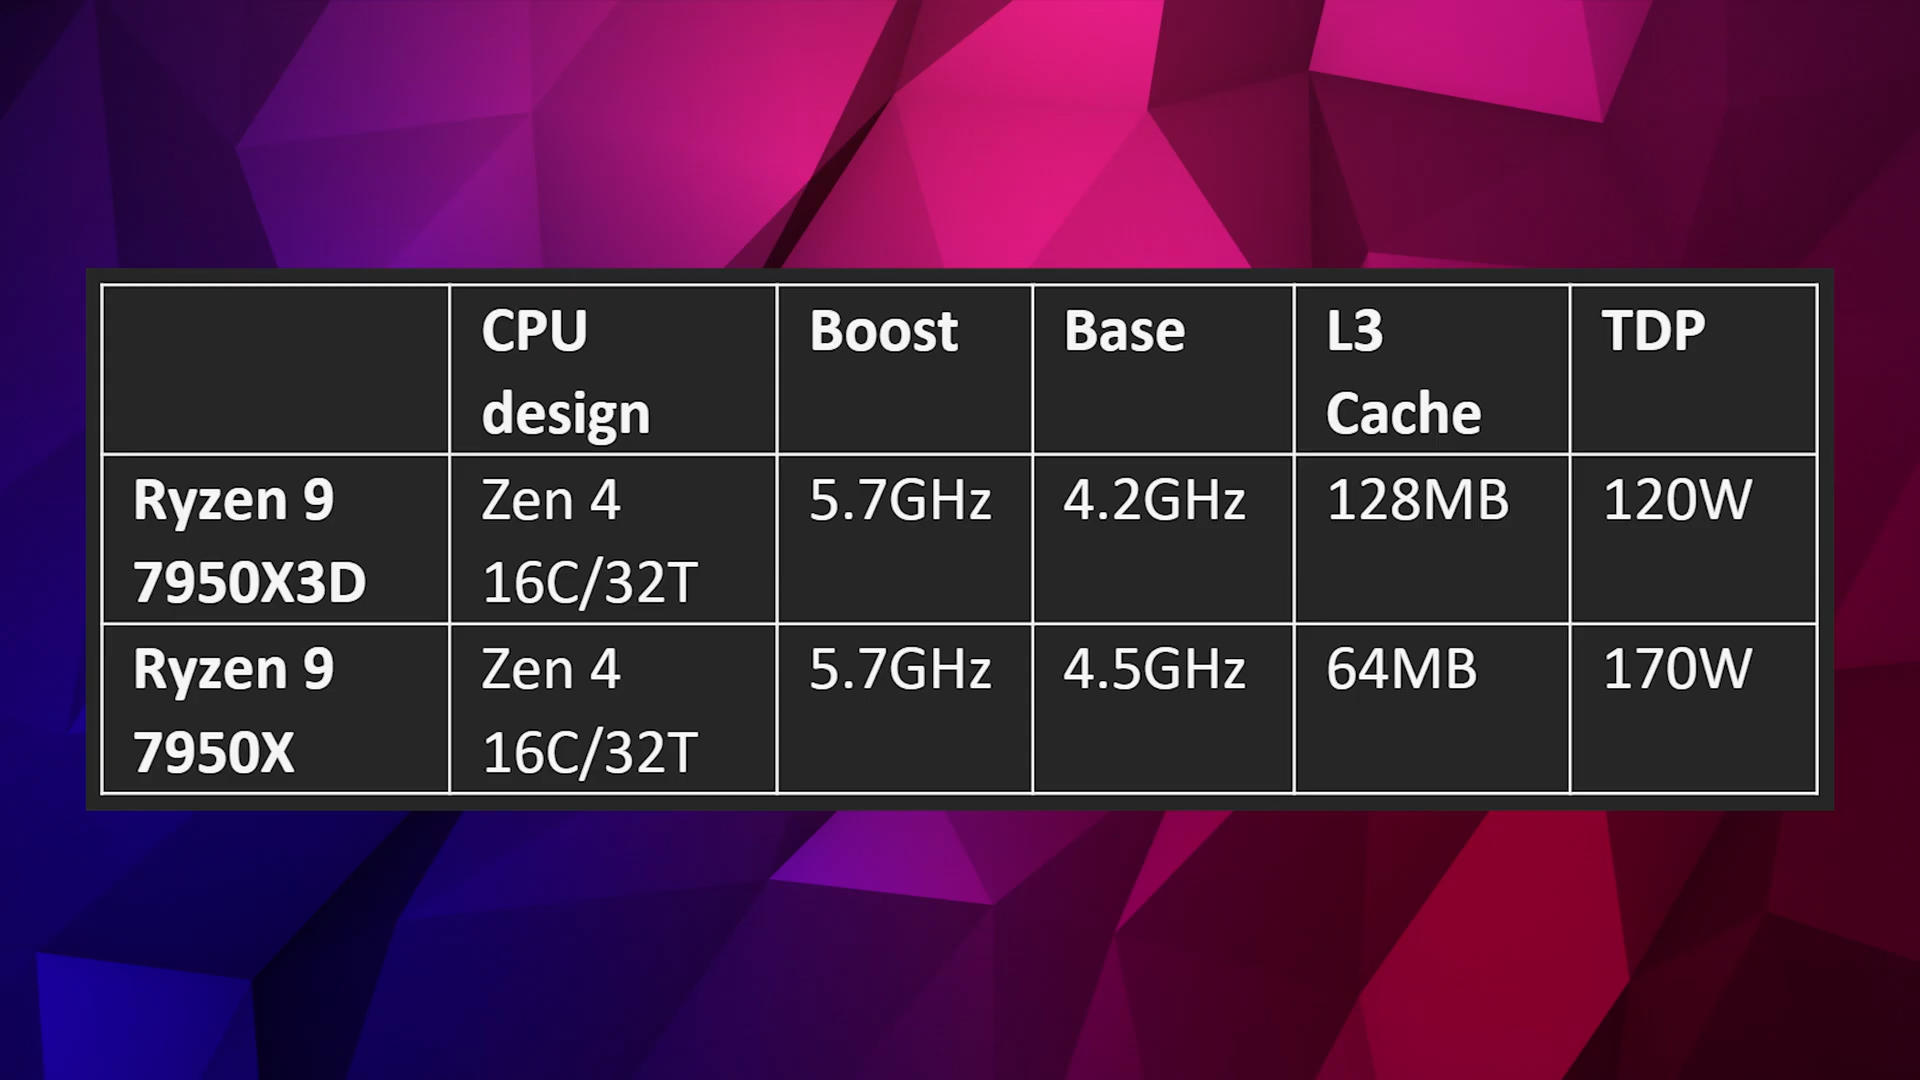 CPU design
Boost
Base
L3 Cache
TDP
Ryzen 9 7950X3D
Zen 4 16C/32T
5.7GHz
4.2GHz
128MB
120W
Ryzen 9 7950X
Zen 4 16C/32T
5.7GHz
4.5GHz
64MB
170W